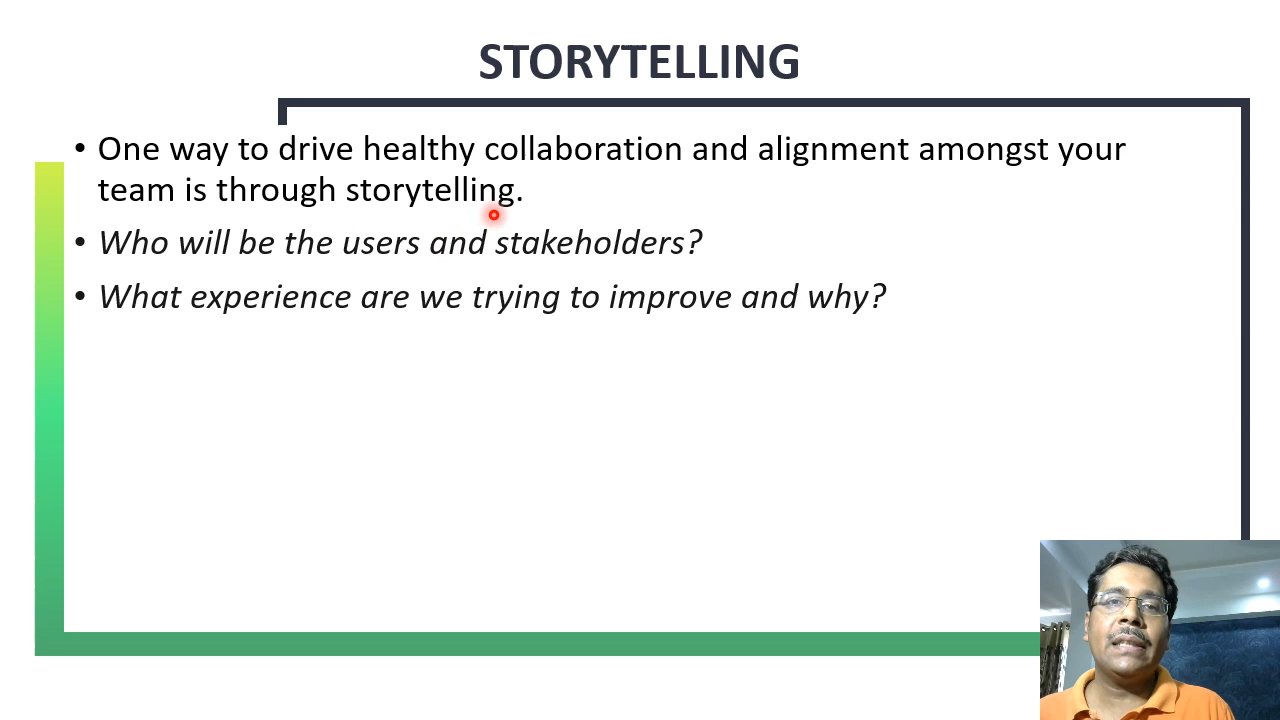 STORYTELLING
• One way to drive healthy collaboration and alignment amongst your
team is through storytelling.
• Who will be the users and stakeholders?
• What experience are we trying to improve and why?